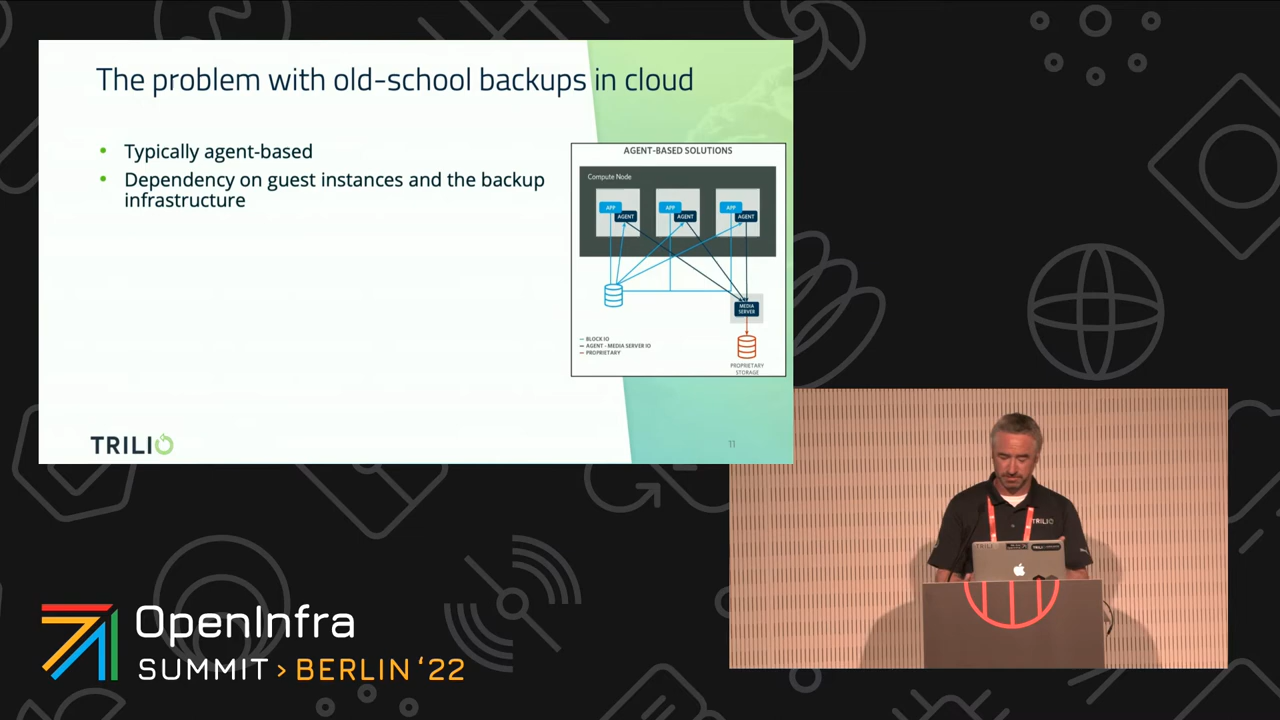 The problem with old-school backups in cloud
• Typically agent-based
• Dependency on guest instances and the backup
infrastructure
AGENT-BASED SOLUTIONS
Compute Node
APP
AGENT
APP
AGENT
APP
AGENT
MEDIA
SERVER
— BLOCK IO
— AGENT - MEDIA SERVER IO
— PROPRIETARY
PROPRIETARY
STORAGE
TRILIO
11
TRILIO
OpenInfra
SUMMIT > BERLIN ‘22